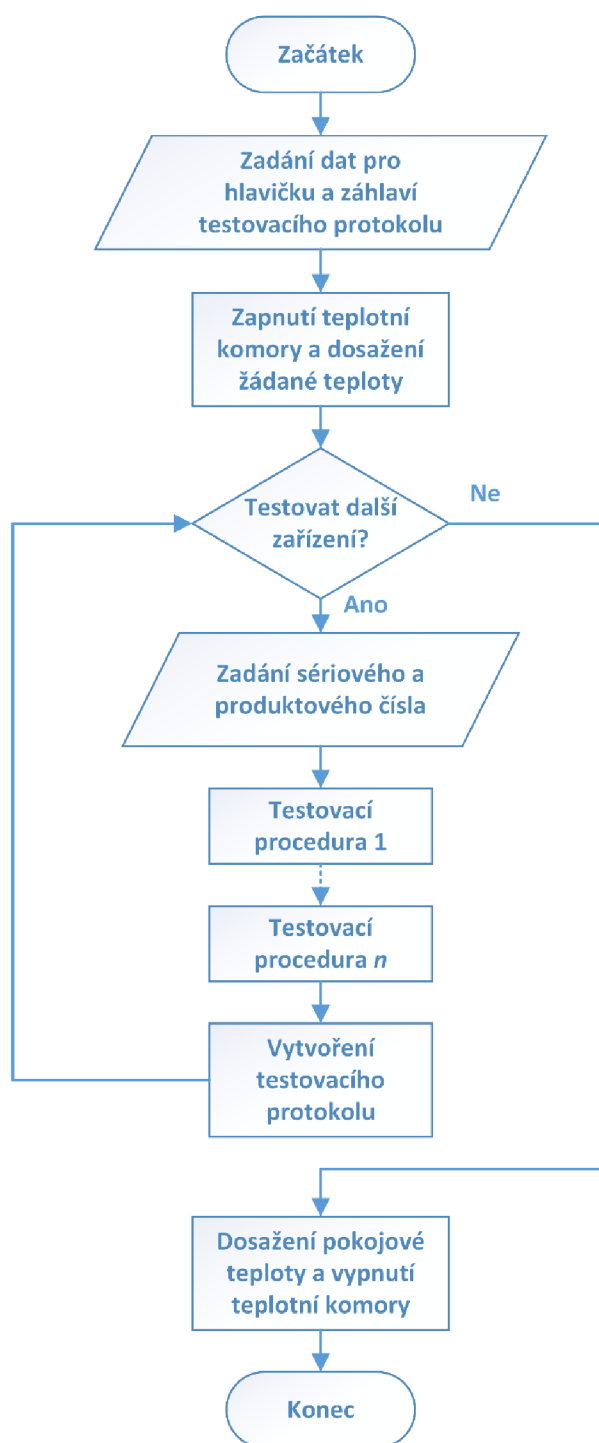 Začátek
Zadání dat pro
hlavičku a záhlaví
testovacího protokolu
Zapnutí teplotní
komory a dosažení
žádané teploty
Testovat další
zařízení?
Ne
Ano
Zadání sériového a
produktového čísla
Testovací
procedura 1
Testovací
procedura n
Vytvoření
testovacího
protokolu
Dosažení pokojové
teploty a vypnutí
teplotní komory
Konec